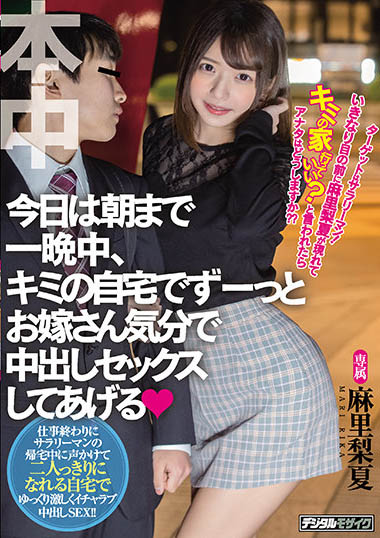 本中
ターゲットはサラリーマン!
いきなり目の前に麻里梨夏が現れて
「キミの家行ってもいい?」と言われたら
アナタはどうしますか?!
今日は朝まで
一晩中、
キミの自宅でずーっと
お嫁さん気分で
中出しセックス
してあげる♥
仕事終わりに
サラリーマンの
帰宅中に声かけて
二人っきりに
なれる自宅で
ゆっくり激しくイチャラブ
中出しSEX!!
専属
麻里梨夏
MARI RIKA
デジタルモザイク